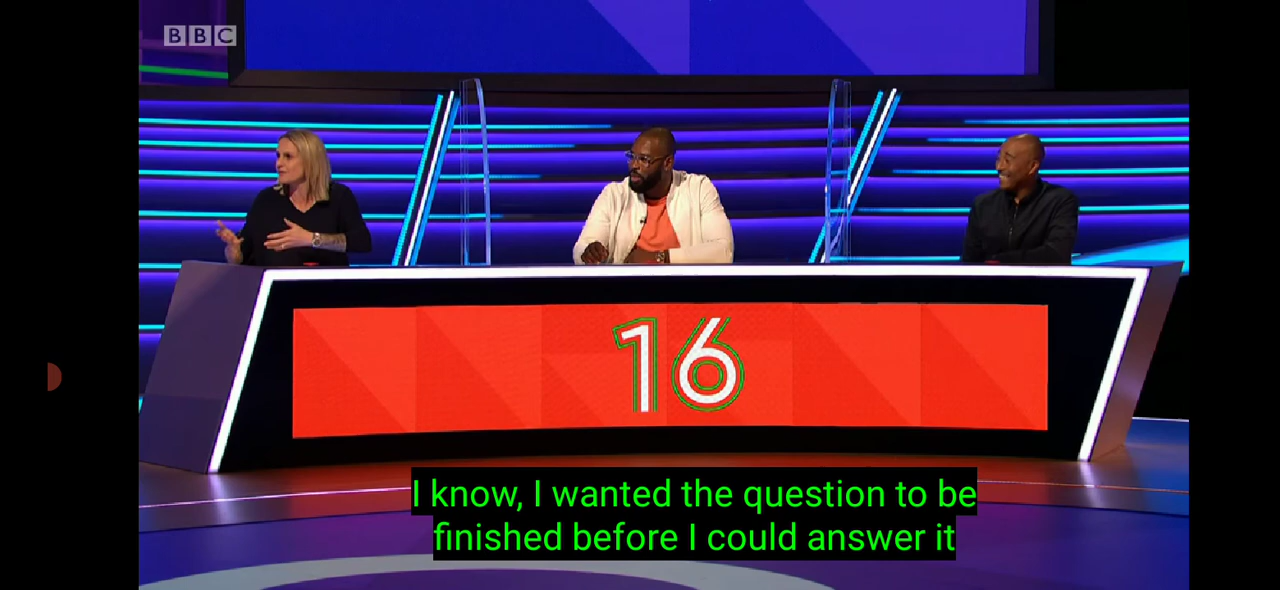 BBC
16
I know, I wanted the question to be
finished before I could answer it